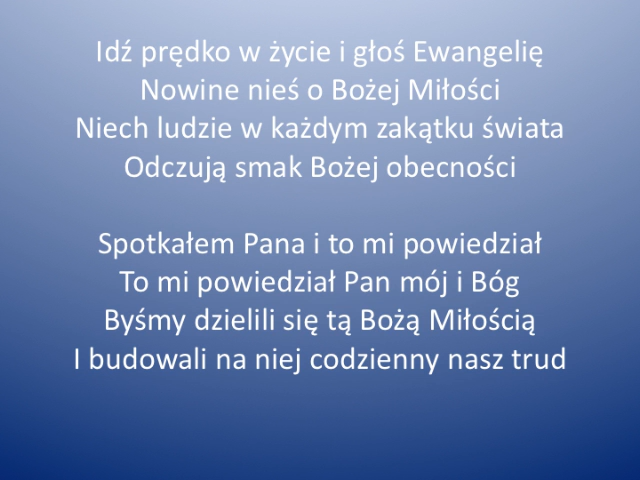 Idź prędko w życie i głoś Ewangelię
Nowine nieś o Bożej Miłości
Niech ludzie w każdym zakątku świata
Odczują smak Bożej obecności
Spotkałem Pana i to mi powiedział
To mi powiedział Pan mój i Bóg
Byśmy dzielili się tą Bożą Miłością
I budowali na niej codzienny nasz trud